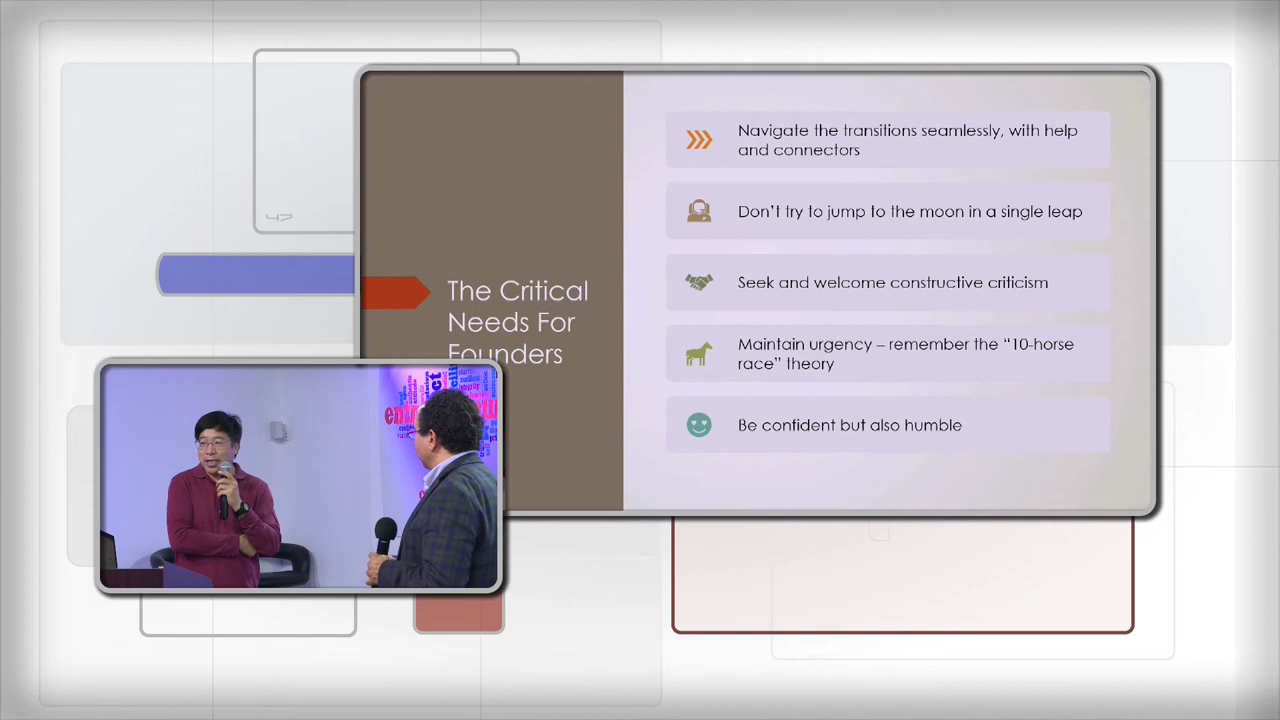 Navigate the transitions seamlessly, with help
and connectors
Don't try to jump to the moon in a single leap
The Critical
Needs For
Founders
Seek and welcome constructive criticism
Maintain urgency – remember the “10-horse
race” theory
Be confident but also humble
47
integrity